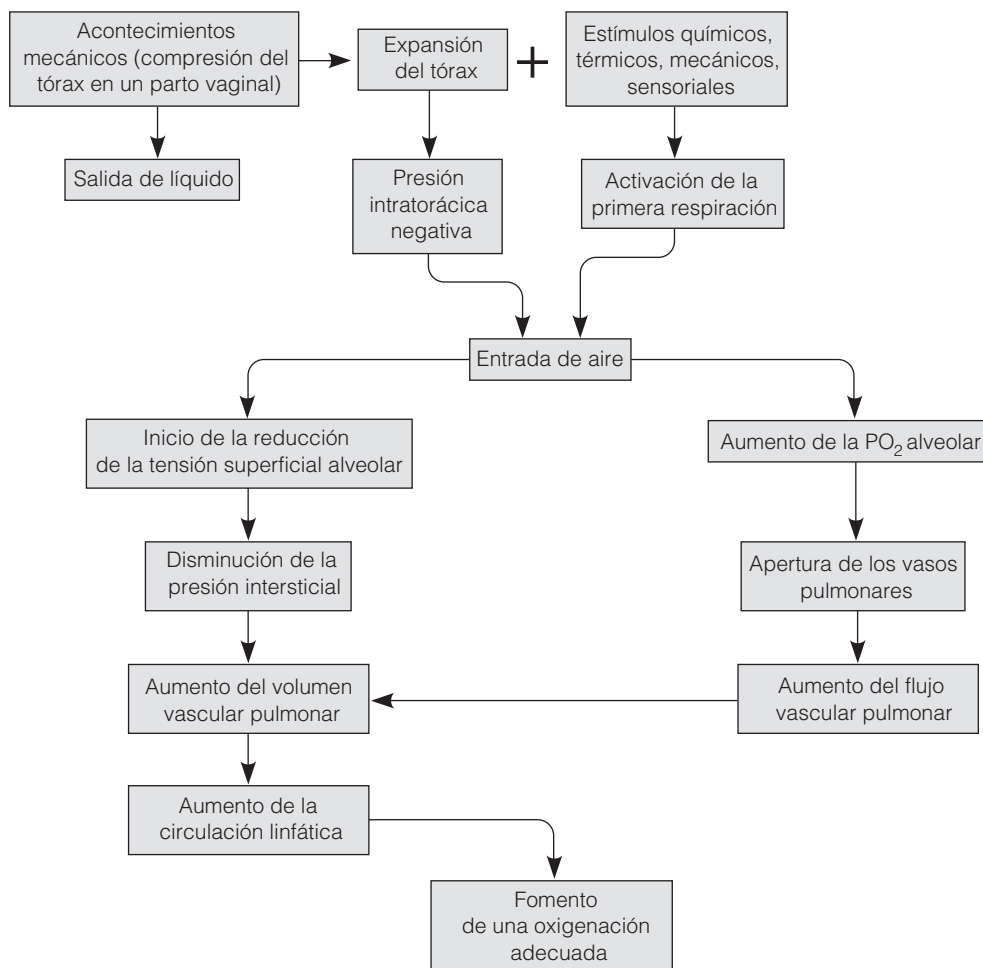 Acontecimientos
mecánicos (compresión del
tórax en un parto vaginal)
Expansión
del tórax
+
Estímulos químicos,
térmicos, mecánicos,
sensoriales
Salida de líquido
Presión
intratorácica
negativa
Activación de la
primera respiración
Entrada de aire
Inicio de la reducción
de la tensión superficial alveolar
Aumento de la PO₂ alveolar
Disminución de la
presión intersticial
Apertura de los vasos
pulmonares
Aumento del volumen
vascular pulmonar
Aumento del flujo
vascular pulmonar
Aumento de la
circulación linfática
Fomento
de una oxigenación
adecuada